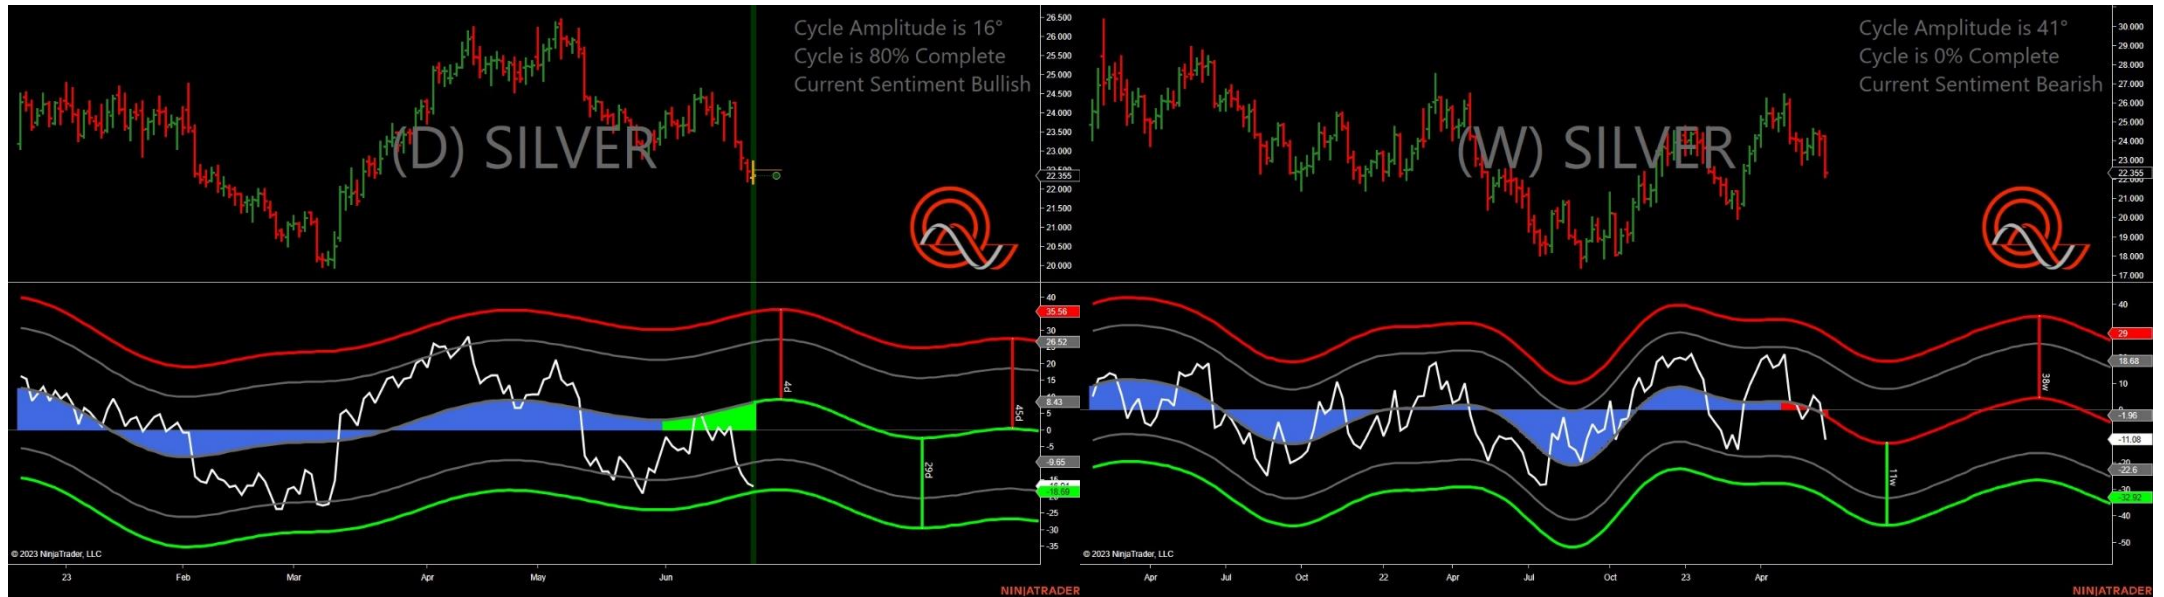 Cycle Amplitude is 16°
Cycle is 80% Complete
Current Sentiment Bullish
(D) SILVER
26.500
26.000
25.500
25.000
24.500
24.000
23.500
23.000
22.355
22.000
21.500
21.000
20.500
20.000
40
35.56
30
26.52
20
15
10
8.43
5
0
-5
-9.65
-15
-18.69
-25
-30
-35
4d
29d
45d
© 2023 NinjaTrader, LLC
23
Feb
Mar
Apr
May
Jun
NINJATRADER
Cycle Amplitude is 41°
Cycle is 0% Complete
Current Sentiment Bearish
(W) SILVER
30.000
29.000
28.000
27.000
26.000
25.000
24.000
23.000
22.355
21.000
20.000
19.000
18.000
17.000
40
29
18.68
10
-1.96
-11.08
-22.6
-32.92
-40
-50
38w
11w
© 2023 NinjaTrader, LLC
Apr
Jul
Oct
22
Apr
Jul
Oct
23
Apr
NINJATRADER